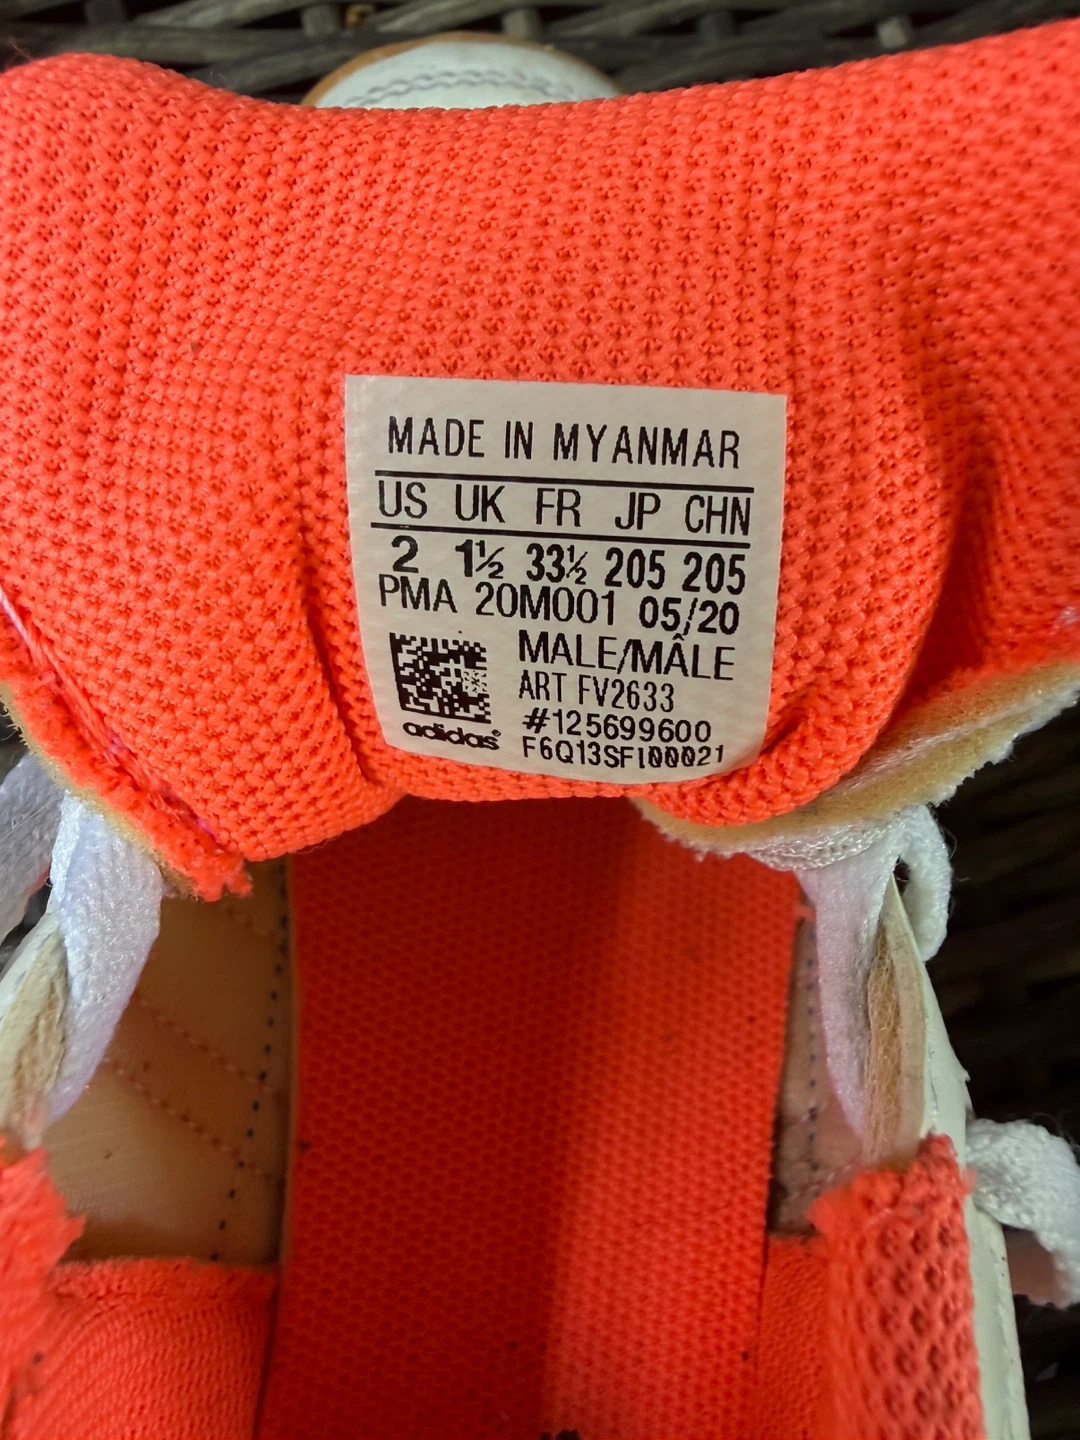 MADE IN MYANMAR
US UK FR JP CHN
2 1½ 33½ 205 205
PMA 20M001 05/20
MALE/MÂLE
ART FV2633
#125699600
adidas® F6Q13SFL00021